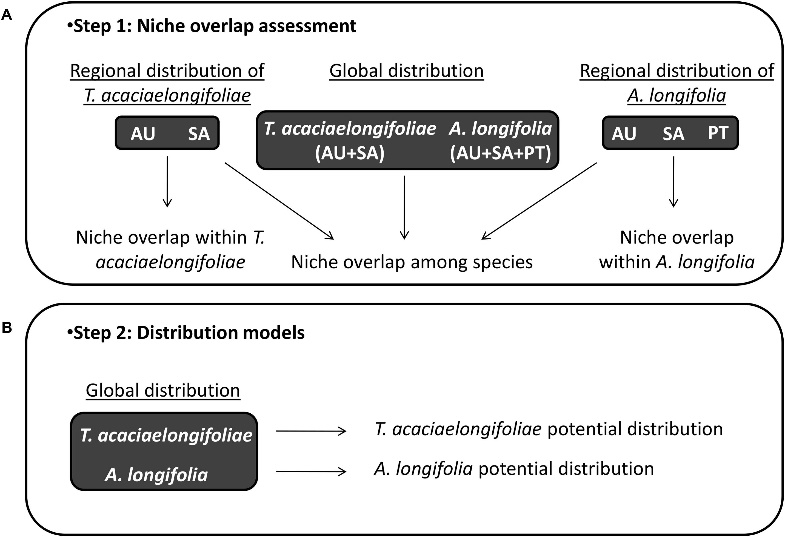 A
•Step 1: Niche overlap assessment
Regional distribution of
T. acaciaelongifoliae
AU SA
Global distribution
T. acaciaelongifoliae A. longifolia
(AU+SA) (AU+SA+PT)
Regional distribution of
A. longifolia
AU SA PT
Niche overlap within T.
acaciaelongifoliae
Niche overlap among species
Niche overlap
within A. longifolia
B
•Step 2: Distribution models
Global distribution
T. acaciaelongifoliae
A. longifolia
T. acaciaelongifoliae potential distribution
A. longifolia potential distribution